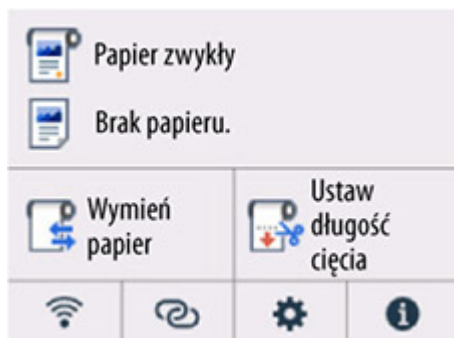 Papier zwykły
Brak papieru.
Wymień
papier
Ustaw
długość
cięcia